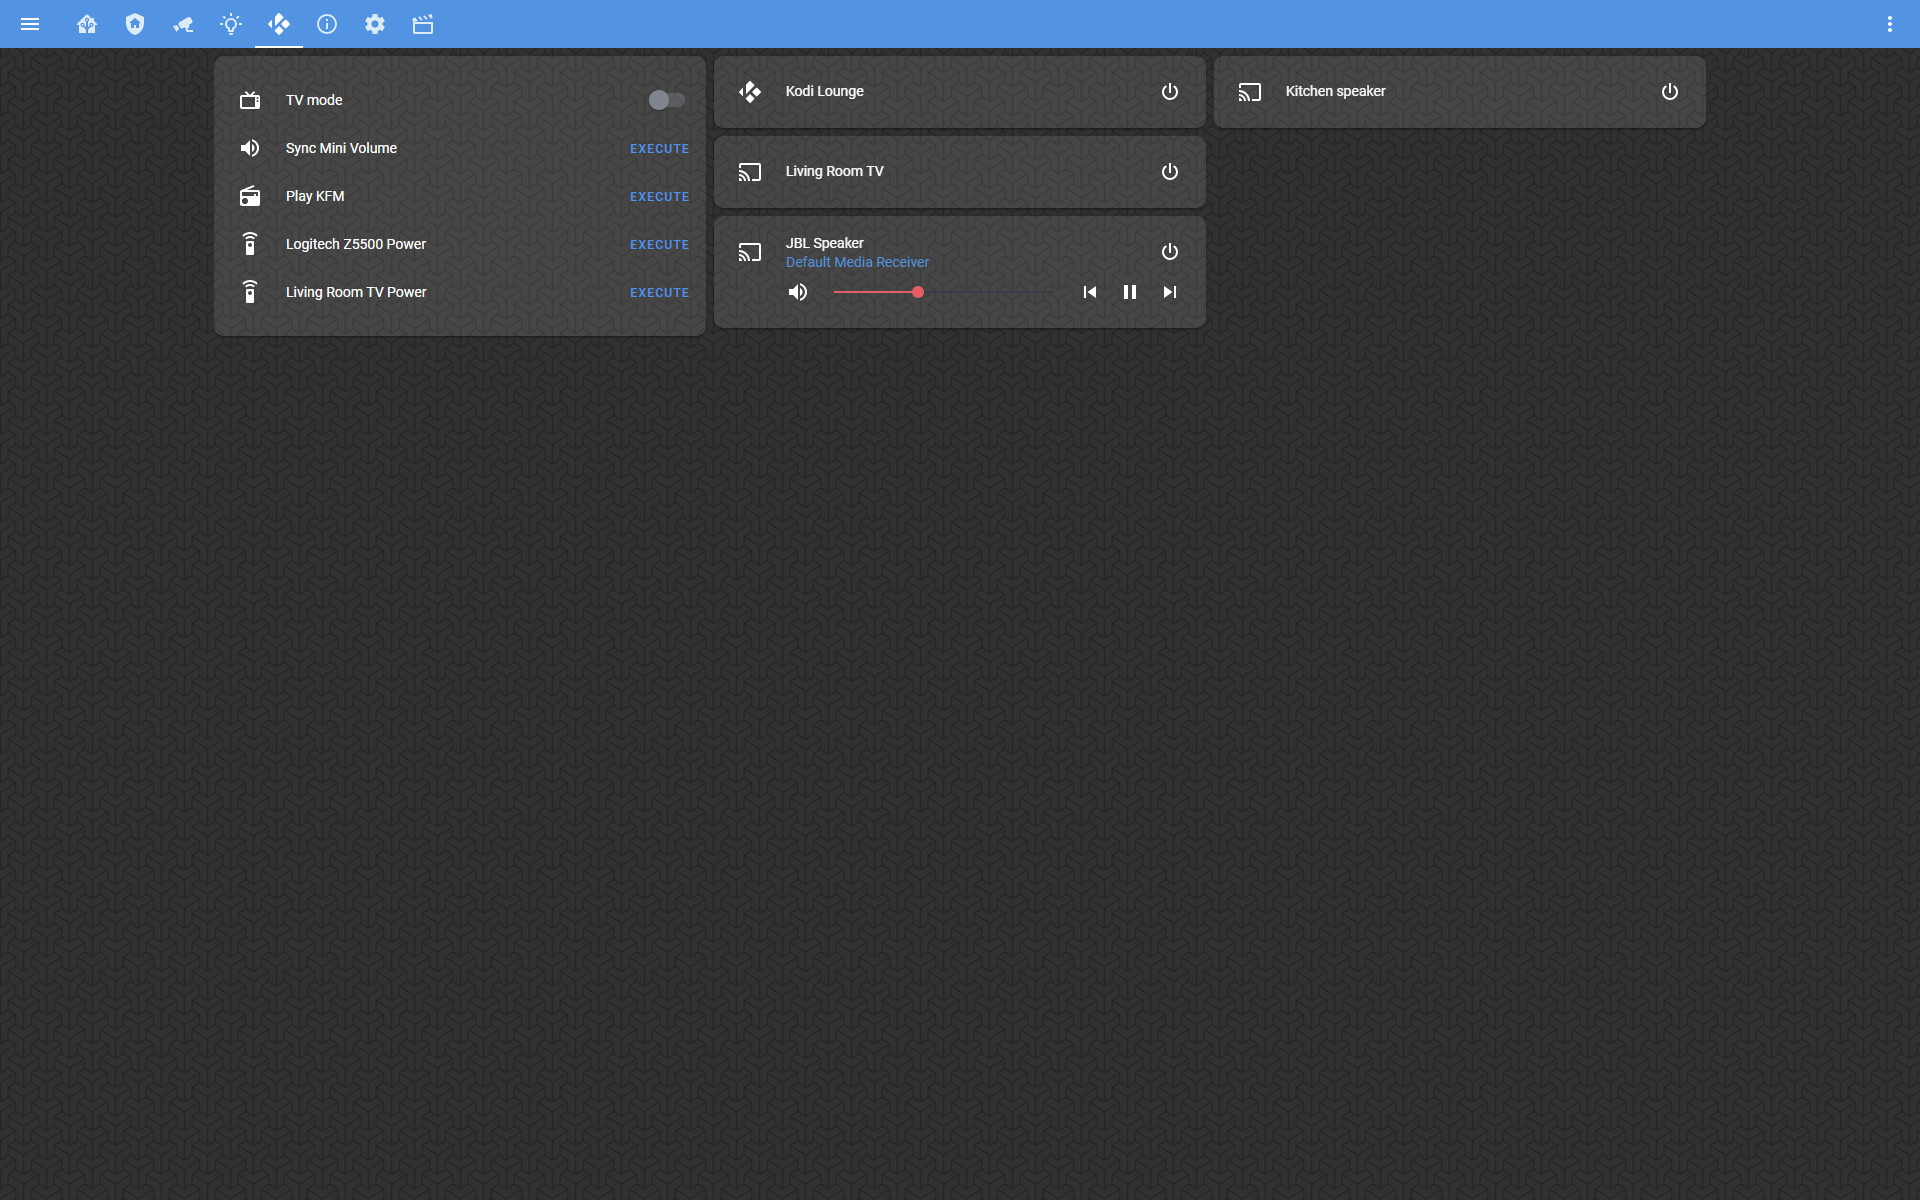 TV mode
Sync Mini Volume
EXECUTE
Play KFM
EXECUTE
Logitech Z5500 Power
EXECUTE
Living Room TV Power
EXECUTE
Kodi Lounge
Living Room TV
JBL Speaker
Default Media Receiver
Kitchen speaker